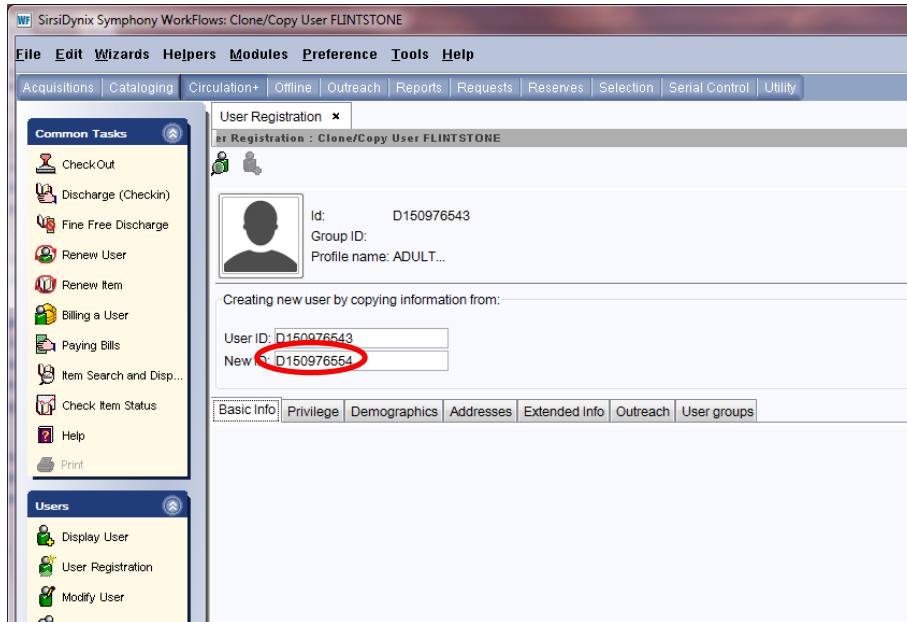 WF SirsiDynix Symphony WorkFlows: Clone/Copy User FLINTSTONE
File Edit Wizards Helpers Modules Preference Tools Help
Acquisitions Cataloging Circulation+ Offline Outreach Reports Requests Reserves Selection Serial Control Utility
User Registration ×
er Registration : Clone/Copy User FLINTSTONE
Common Tasks
CheckOut
Discharge (Checkin)
Fine Free Discharge
Renew User
Renew Item
Billing a User
Paying Bills
Item Search and Disp...
Check Item Status
Help
Print
Users
Display User
User Registration
Modify User
Id: D150976543
Group ID:
Profile name: ADULT...
Creating new user by copying information from:
User ID: D150976543
New ID: D150976554
Basic Info Privilege Demographics Addresses Extended Info Outreach User groups